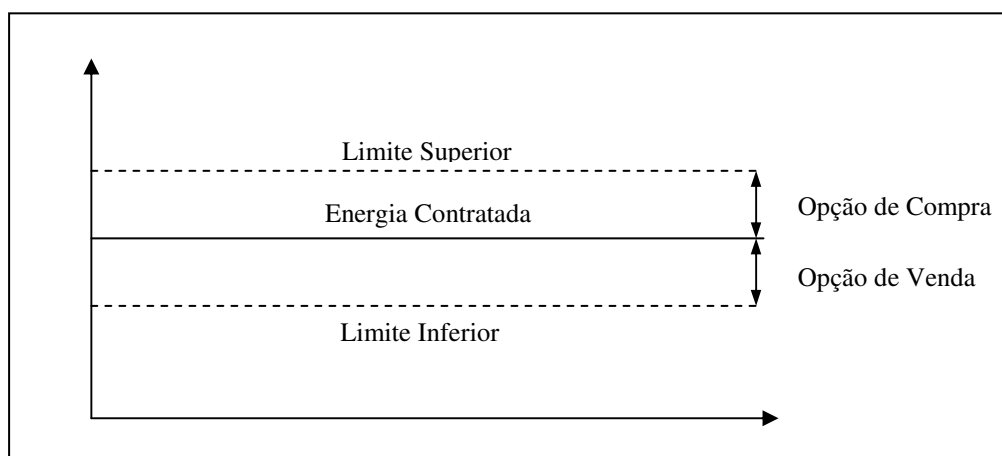 Limite Superior
Energia Contratada
Opção de Compra
Opção de Venda
Limite Inferior